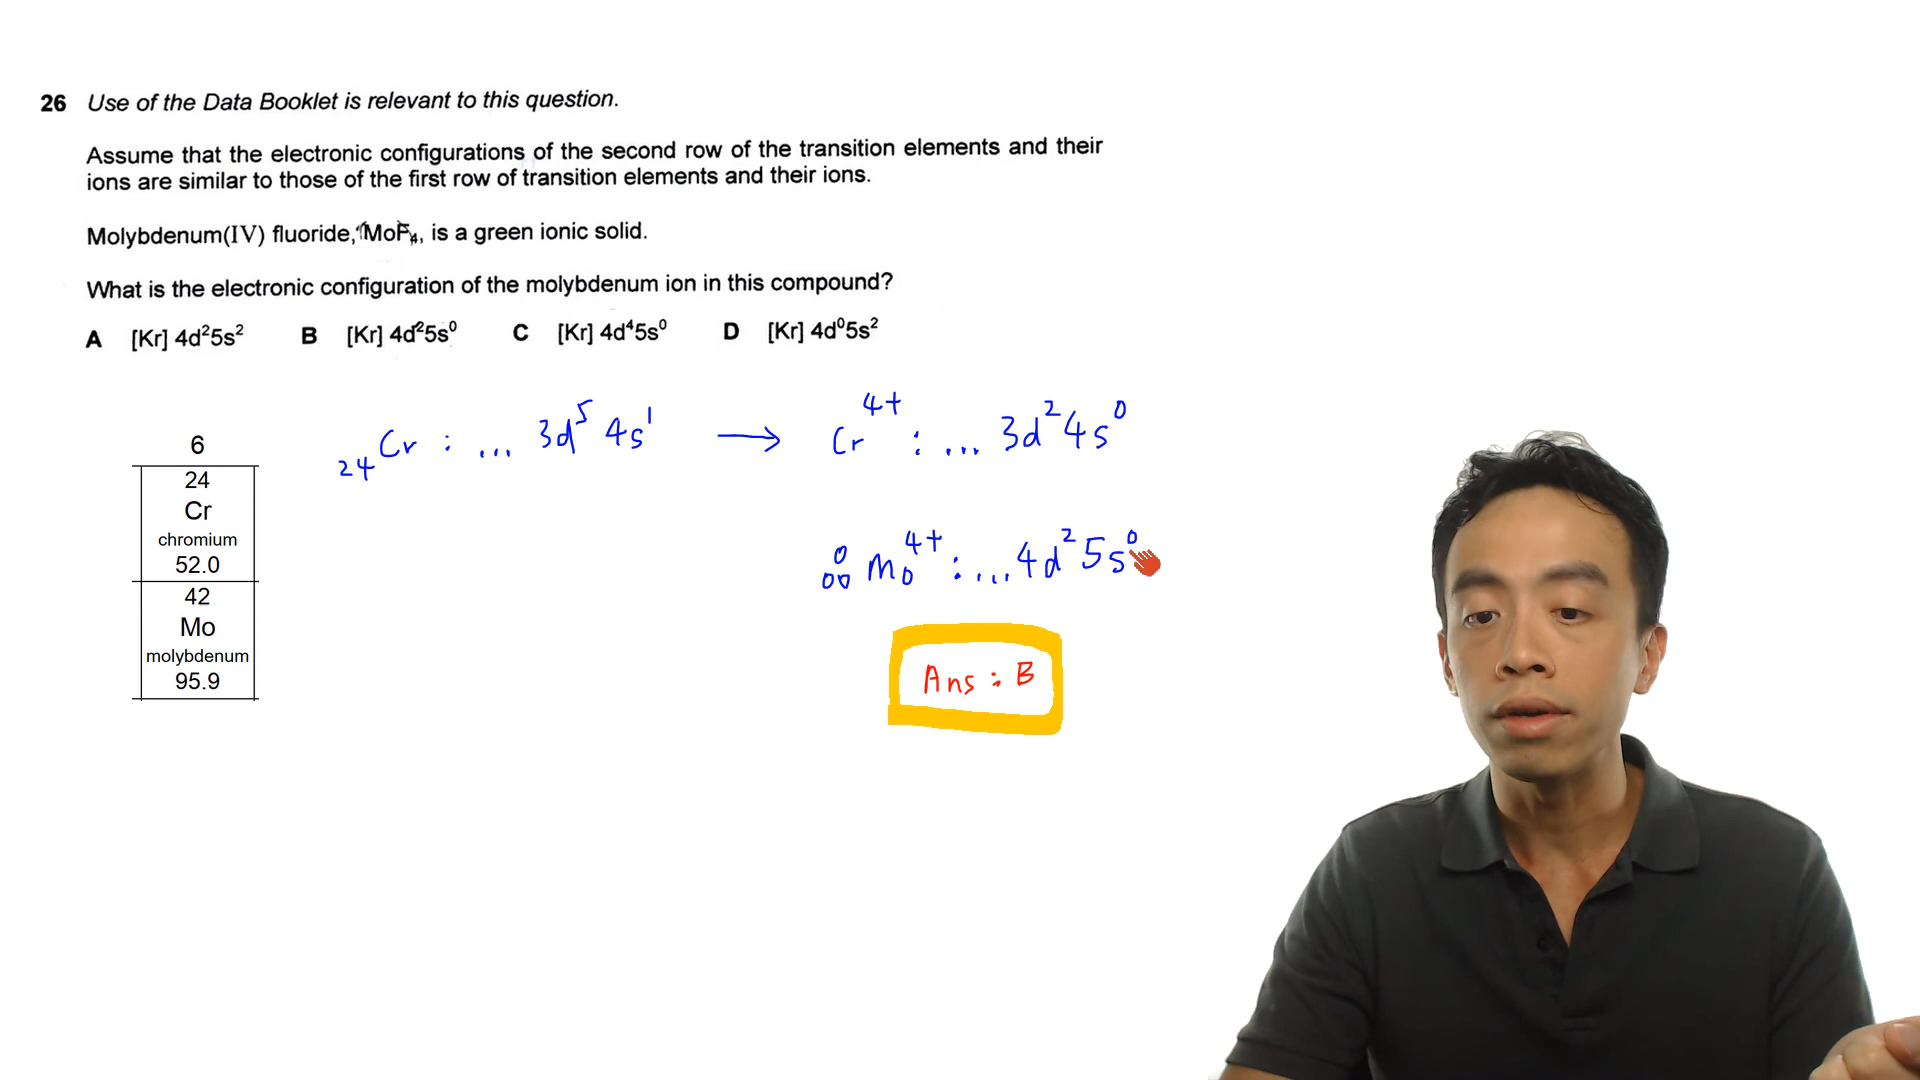 26 Use of the Data Booklet is relevant to this question.
Assume that the electronic configurations of the second row of the transition elements and their
ions are similar to those of the first row of transition elements and their ions.
Molybdenum(IV) fluoride, MoF₄, is a green ionic solid.
What is the electronic configuration of the molybdenum ion in this compound?
A [Kr] 4d²5s² B [Kr] 4d²5s⁰ C [Kr] 4d⁴5s⁰ D [Kr] 4d⁰5s²
₂₄Cr : ... 3d⁵ 4s¹ → Cr⁴⁺ : ... 3d² 4s⁰
6
24
Cr
chromium
52.0
42
Mo
molybdenum
95.9
∴ Mo⁴⁺ : ... 4d² 5s⁰
Ans : B